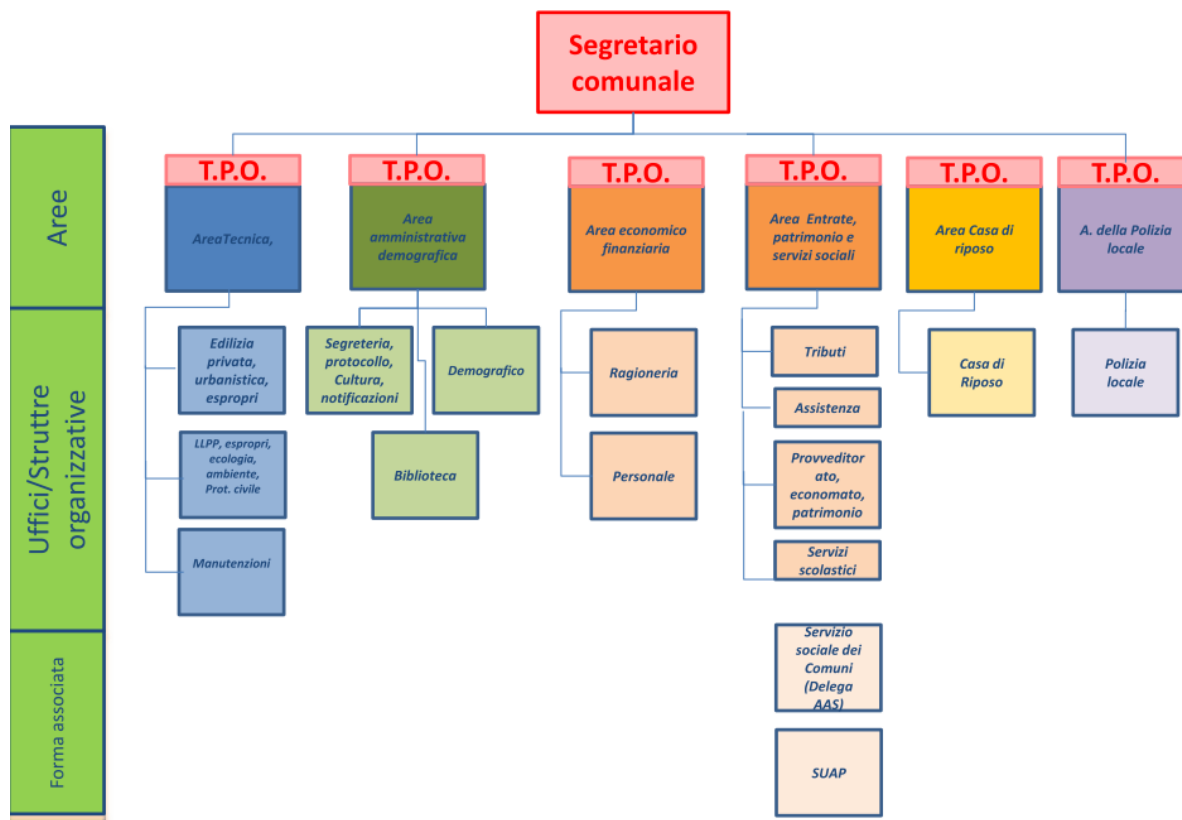 Segretario
comunale
Aree
T.P.O.
T.P.O.
T.P.O.
T.P.O.
T.P.O.
T.P.O.
AreaTecnica,
Area
amministrativa
demografica
Area economico
finanziaria
Area Entrate,
patrimonio e
servizi sociali
Area Casa di
riposo
A. della Polizia
locale
Uffici/Struttre
organizzative
Edilizia
privata,
urbanistica,
espropri
LLPP, espropri,
ecologia,
ambiente,
Prot. civile
Manutenzioni
Segreteria,
protocollo,
Cultura,
notificazioni
Demografico
Biblioteca
Ragioneria
Personale
Tributi
Assistenza
Provveditor
ato,
economato,
patrimonio
Servizi
scolastici
Casa di
Riposo
Polizia
locale
Forma associata
Servizio
sociale dei
Comuni
(Delega
AAS)
SUAP